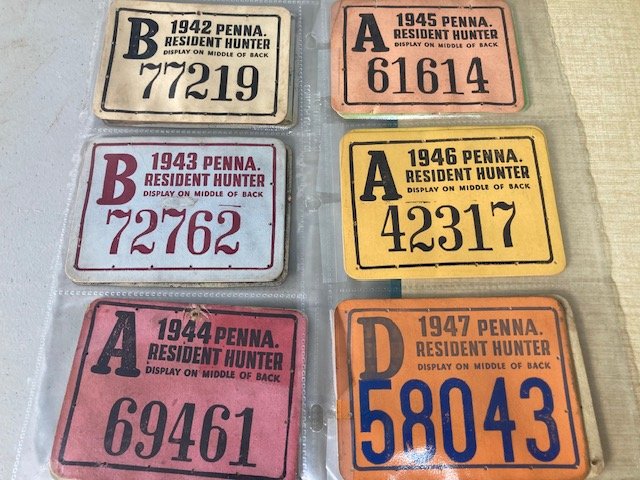 B 1942 PENNA.
RESIDENT HUNTER
DISPLAY ON MIDDLE OF BACK
77219
B 1943 PENNA.
RESIDENT HUNTER
DISPLAY ON MIDDLE OF BACK
72762
A 1944 PENNA.
RESIDENT HUNTER
DISPLAY ON MIDDLE OF BACK
69461
A 1945 PENNA.
RESIDENT HUNTER
DISPLAY ON MIDDLE OF BACK
61614
A 1946 PENNA.
RESIDENT HUNTER
DISPLAY ON MIDDLE OF BACK
42317
D 1947 PENNA.
RESIDENT HUNTER
DISPLAY ON MIDDLE OF BACK
58043